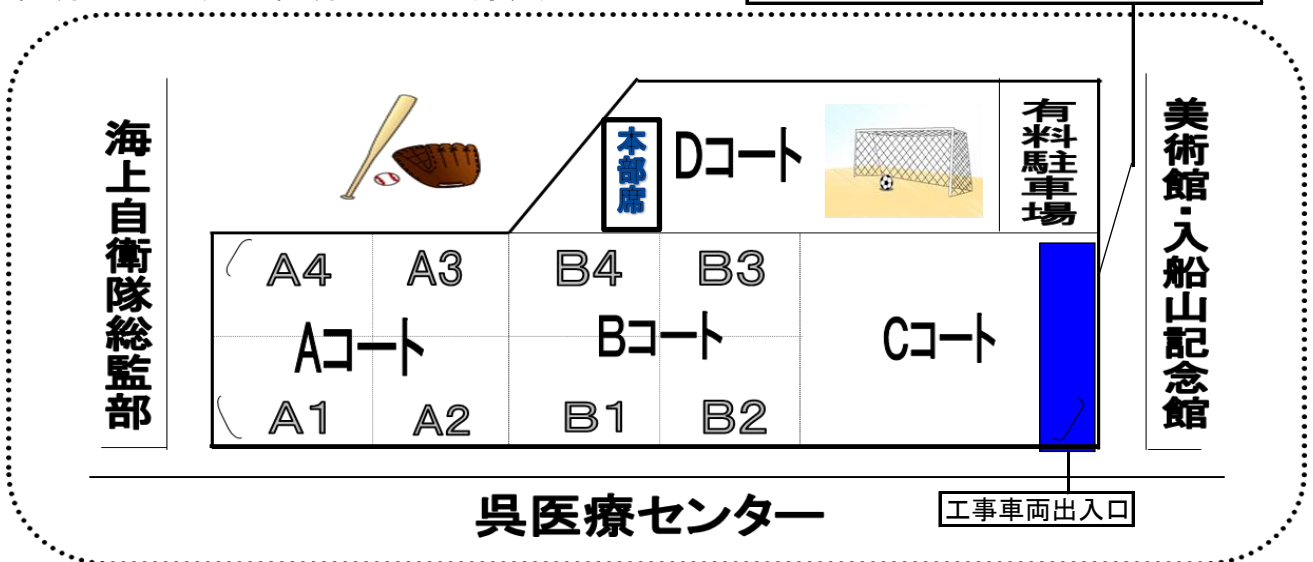 海上自衛隊総監部
本部席
Dコート
有料駐車場
美術館・入船山記念館
A4
A3
B4
B3
Aコート
Bコート
Cコート
A1
A2
B1
B2
工事車両出入口
呉医療センター